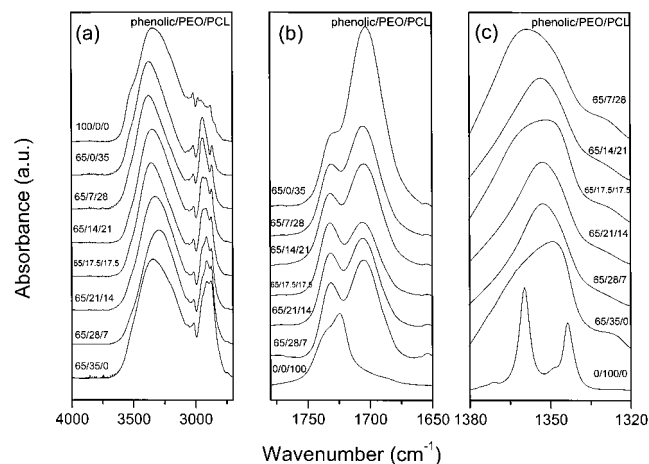 phenolic/PEO/PCL
(a)
100/0/0
65/0/35
65/7/28
65/14/21
65/17.5/17.5
65/21/14
65/28/7
65/35/0
4000 3500 3000
phenolic/PEO/PCL
(b)
65/0/35
65/7/28
65/14/21
65/17.5/17.5
65/21/14
65/28/7
0/0/100
1750 1700 1650
phenolic/PEO/PCL
(c)
65/7/28
65/14/21
65/17.5/17.5
65/21/14
65/28/7
65/35/0
0/100/0
1380 1350 1320
Absorbance (a.u.)
Wavenumber (cm-1)